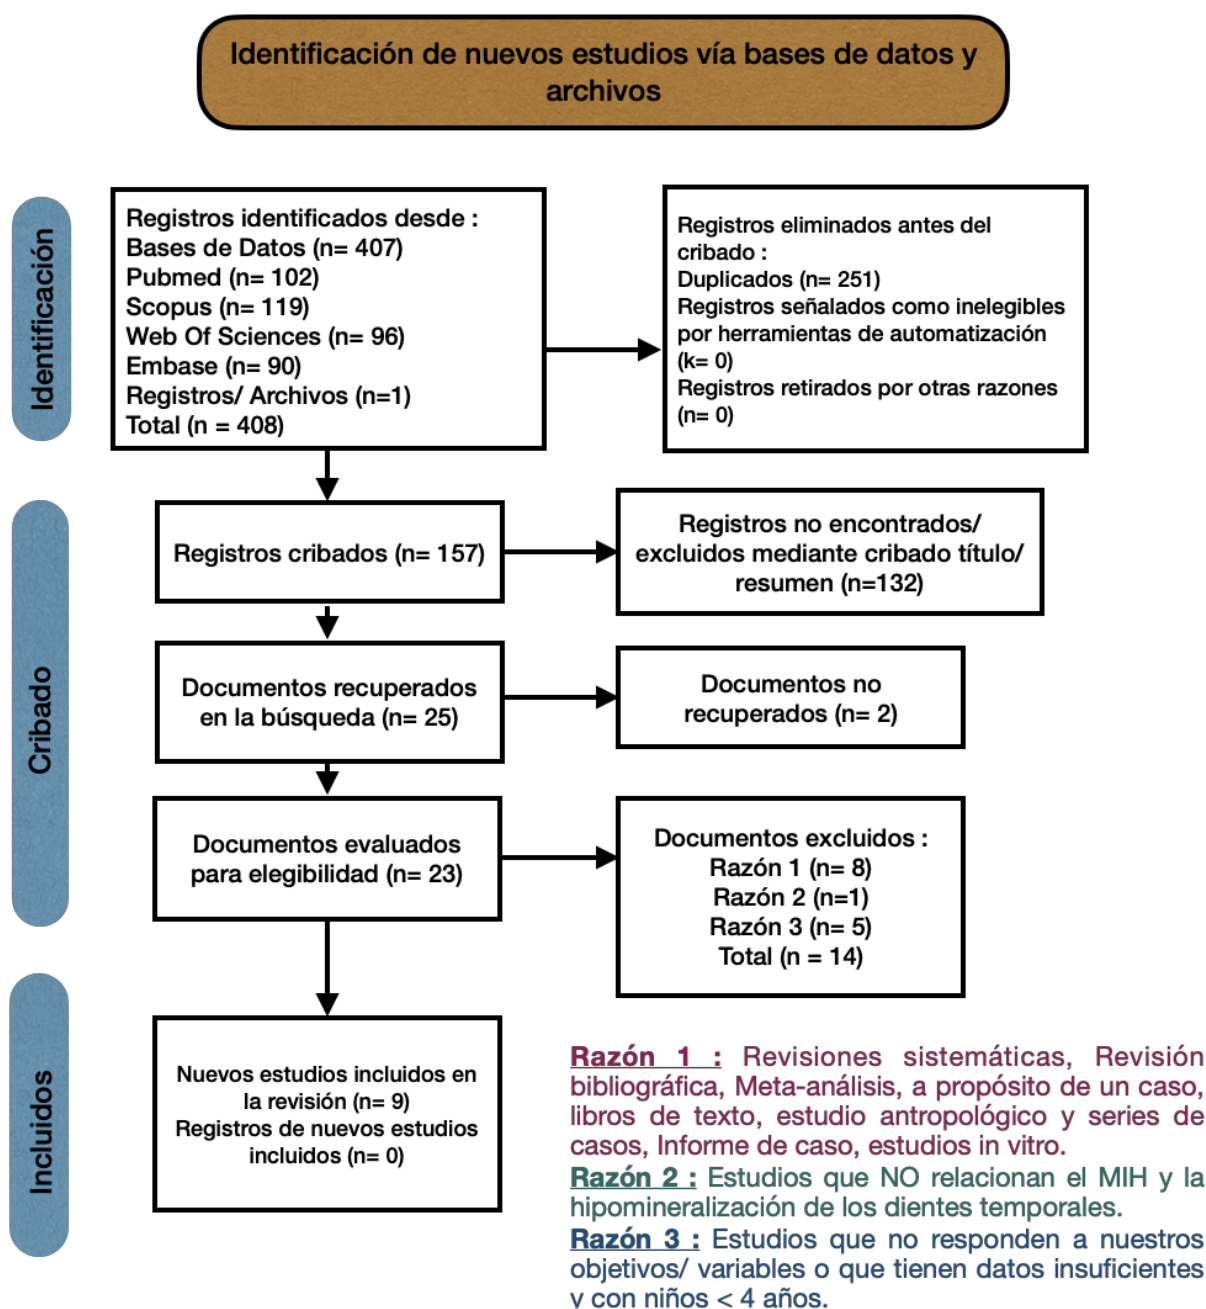 Identificación de nuevos estudios vía bases de datos y
archivos
Identificación
Registros identificados desde :
Bases de Datos (n= 407)
Pubmed (n= 102)
Scopus (n= 119)
Web Of Sciences (n= 96)
Embase (n= 90)
Registros/ Archivos (n=1)
Total (n = 408)
Registros eliminados antes del
cribado :
Duplicados (n= 251)
Registros señalados como inelegibles
por herramientas de automatización
(k= 0)
Registros retirados por otras razones
(n= 0)
Cribado
Registros cribados (n= 157)
Registros no encontrados/
excluidos mediante cribado título/
resumen (n=132)
Documentos recuperados
en la búsqueda (n= 25)
Documentos no
recuperados (n= 2)
Documentos evaluados
para elegibilidad (n= 23)
Documentos excluidos :
Razón 1 (n= 8)
Razón 2 (n=1)
Razón 3 (n= 5)
Total (n = 14)
Incluidos
Nuevos estudios incluidos en
la revisión (n= 9)
Registros de nuevos estudios
incluidos (n= 0)
Razón 1 : Revisiones sistemáticas, Revisión
bibliográfica, Meta-análisis, a propósito de un caso,
libros de texto, estudio antropológico y series de
casos, Informe de caso, estudios in vitro.
Razón 2 : Estudios que NO relacionan el MIH y la
hipomineralización de los dientes temporales.
Razón 3 : Estudios que no responden a nuestros
objetivos/ variables o que tienen datos insuficientes
y con niños < 4 años.